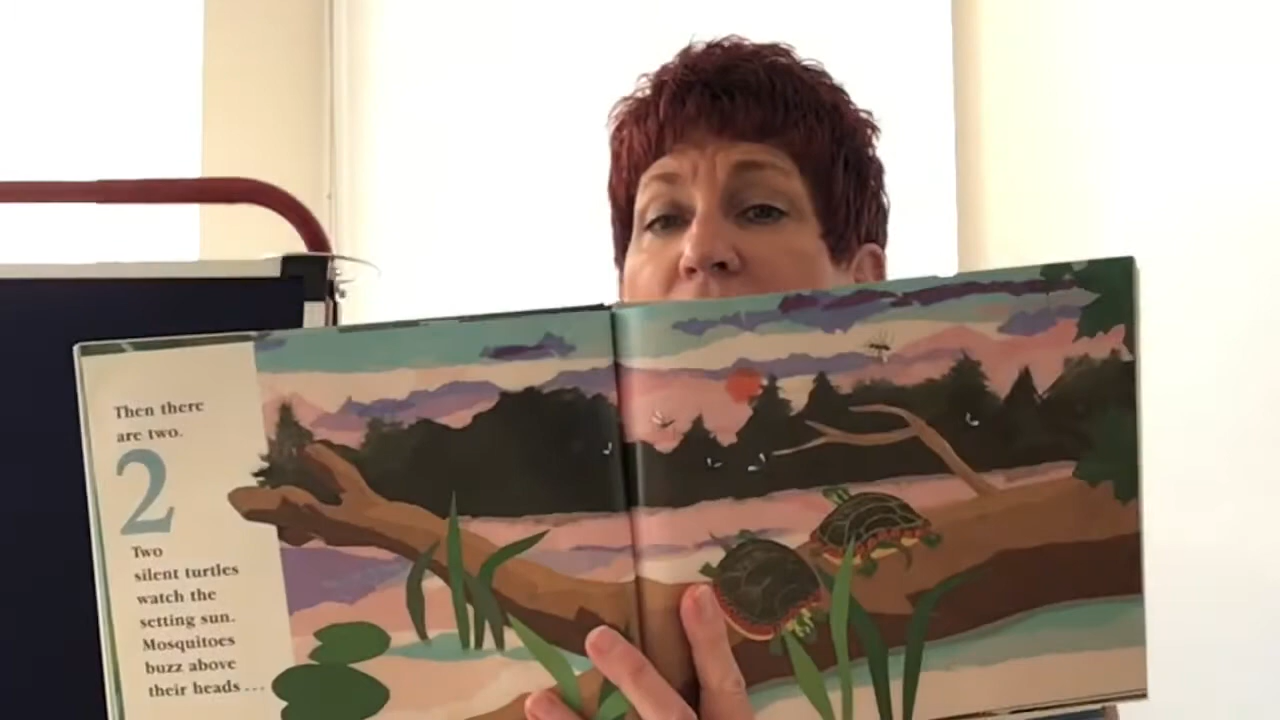 Then there
are two.
2
Two
silent turtles
watch the
setting sun.
Mosquitoes
buzz above
their heads ...